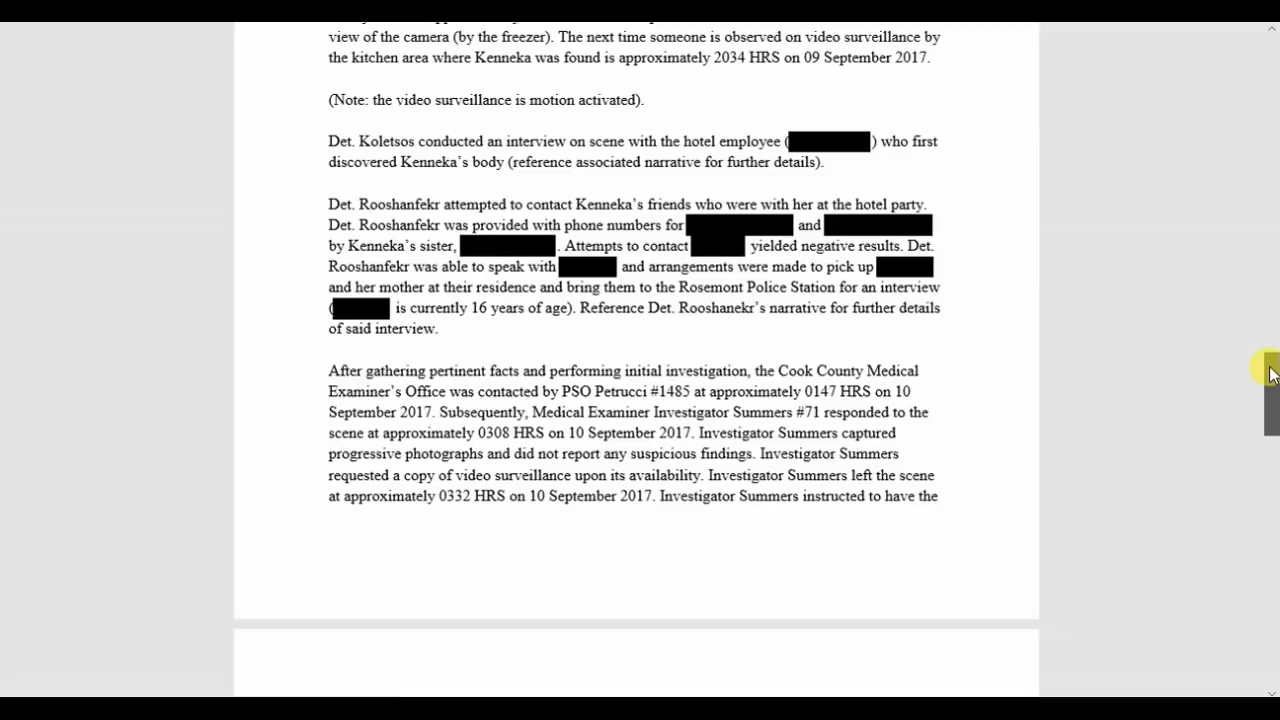 view of the camera (by the freezer). The next time someone is observed on video surveillance by
the kitchen area where Kenneka was found is approximately 2034 HRS on 09 September 2017.
(Note: the video surveillance is motion activated).
Det. Koletsos conducted an interview on scene with the hotel employee ( ) who first
discovered Kenneka's body (reference associated narrative for further details).
Det. Rooshanfekr attempted to contact Kenneka's friends who were with her at the hotel party.
Det. Rooshanfekr was provided with phone numbers for and
by Kenneka's sister, . Attempts to contact yielded negative results. Det.
Rooshanfekr was able to speak with and arrangements were made to pick up
and her mother at their residence and bring them to the Rosemont Police Station for an interview
( is currently 16 years of age). Reference Det. Rooshanekr's narrative for further details
of said interview.
After gathering pertinent facts and performing initial investigation, the Cook County Medical
Examiner's Office was contacted by PSO Petrucci #1485 at approximately 0147 HRS on 10
September 2017. Subsequently, Medical Examiner Investigator Summers #71 responded to the
scene at approximately 0308 HRS on 10 September 2017. Investigator Summers captured
progressive photographs and did not report any suspicious findings. Investigator Summers
requested a copy of video surveillance upon its availability. Investigator Summers left the scene
at approximately 0332 HRS on 10 September 2017. Investigator Summers instructed to have the